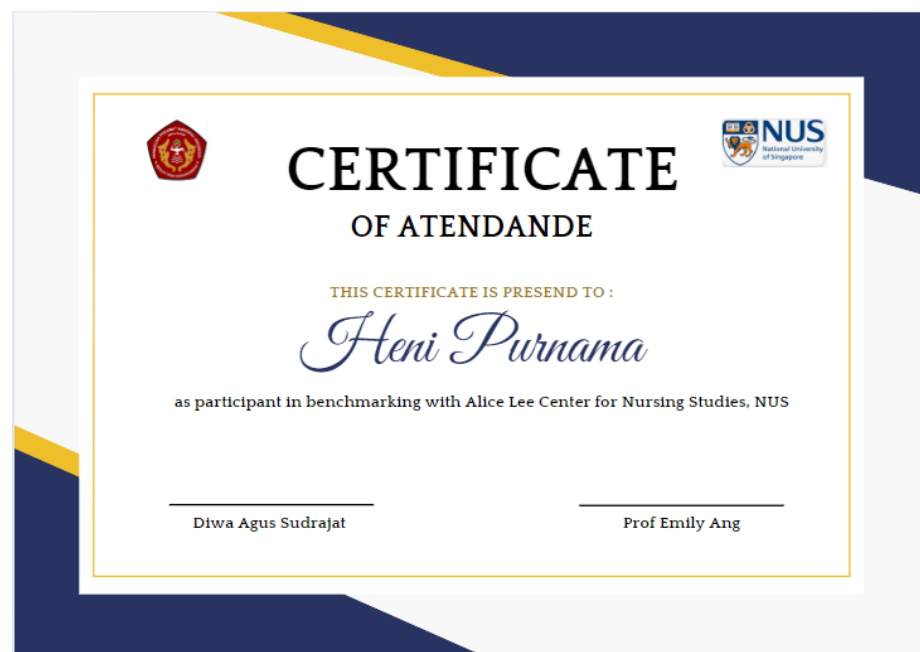 NUS
National University
of Singapore
CERTIFICATE
OF ATENDANDE
THIS CERTIFICATE IS PRESEND TO :
Heni Purnama
as participant in benchmarking with Alice Lee Center for Nursing Studies, NUS
Diwa Agus Sudrajat
Prof Emily Ang